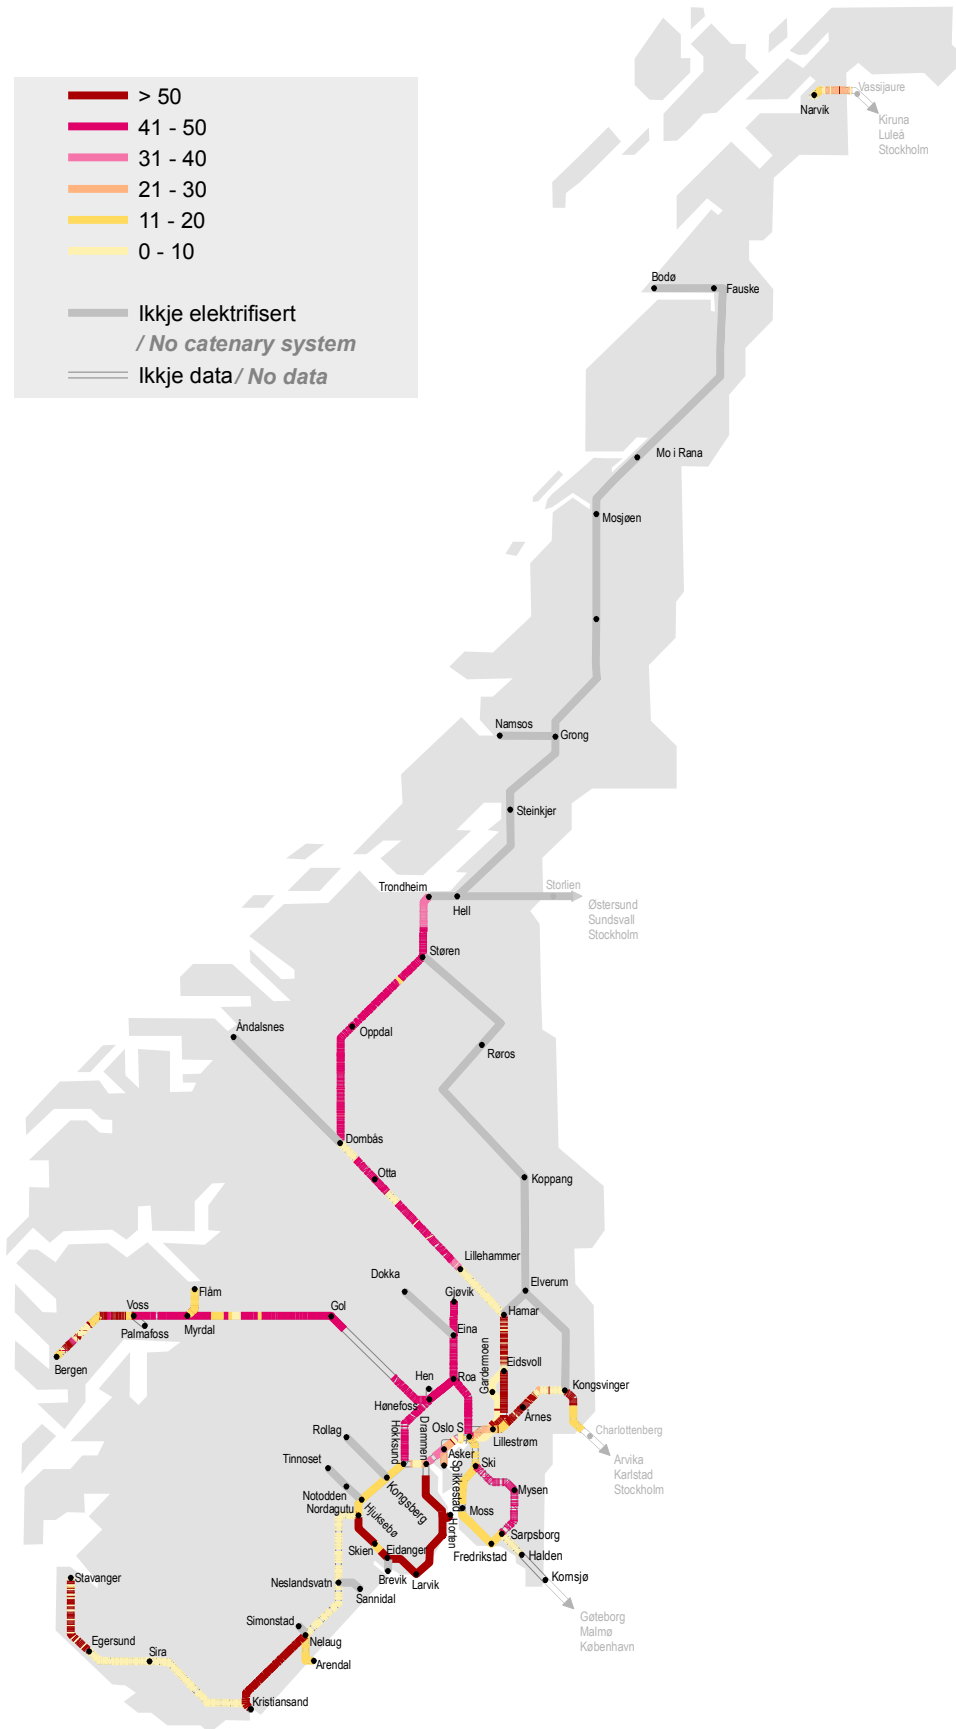 > 50
41 - 50
31 - 40
21 - 30
11 - 20
0 - 10
Ikkje elektrifisert
/ No catenary system
Ikkje data / No data
Narvik
Vassijaure
Kiruna
Luleå
Stockholm
Bodø
Fauske
Mo i Rana
Mosjøen
Namsos
Grong
Steinkjer
Trondheim
Hell
Storlien
Østersund
Sundsvall
Stockholm
Støren
Oppdal
Røros
Åndalsnes
Dombås
Otta
Koppang
Lillehammer
Elverum
Dokka
Gjøvik
Hamar
Flåm
Voss
Palmafoss
Myrdal
Gol
Bergen
Eina
Gardermoen
Eidsvoll
Hen
Roa
Kongsvinger
Hønefoss
Årnes
Rollag
Hokksund
Drammen
Oslo S
Lillestrøm
Charlottenberg
Asker
Arvika
Karlstad
Stockholm
Tinnoset
Spikkestad
Ski
Notodden
Kongsberg
Mysen
Nordagutu
Hjuksebø
Horten
Moss
Sarpsborg
Skien
Eidanger
Fredrikstad
Halden
Stavanger
Neslandsvatn
Brevik
Larvik
Kornsjø
Sannidal
Simonstad
Gøteborg
Malmø
København
Egersund
Sira
Nelaug
Arendal
Kristiansand